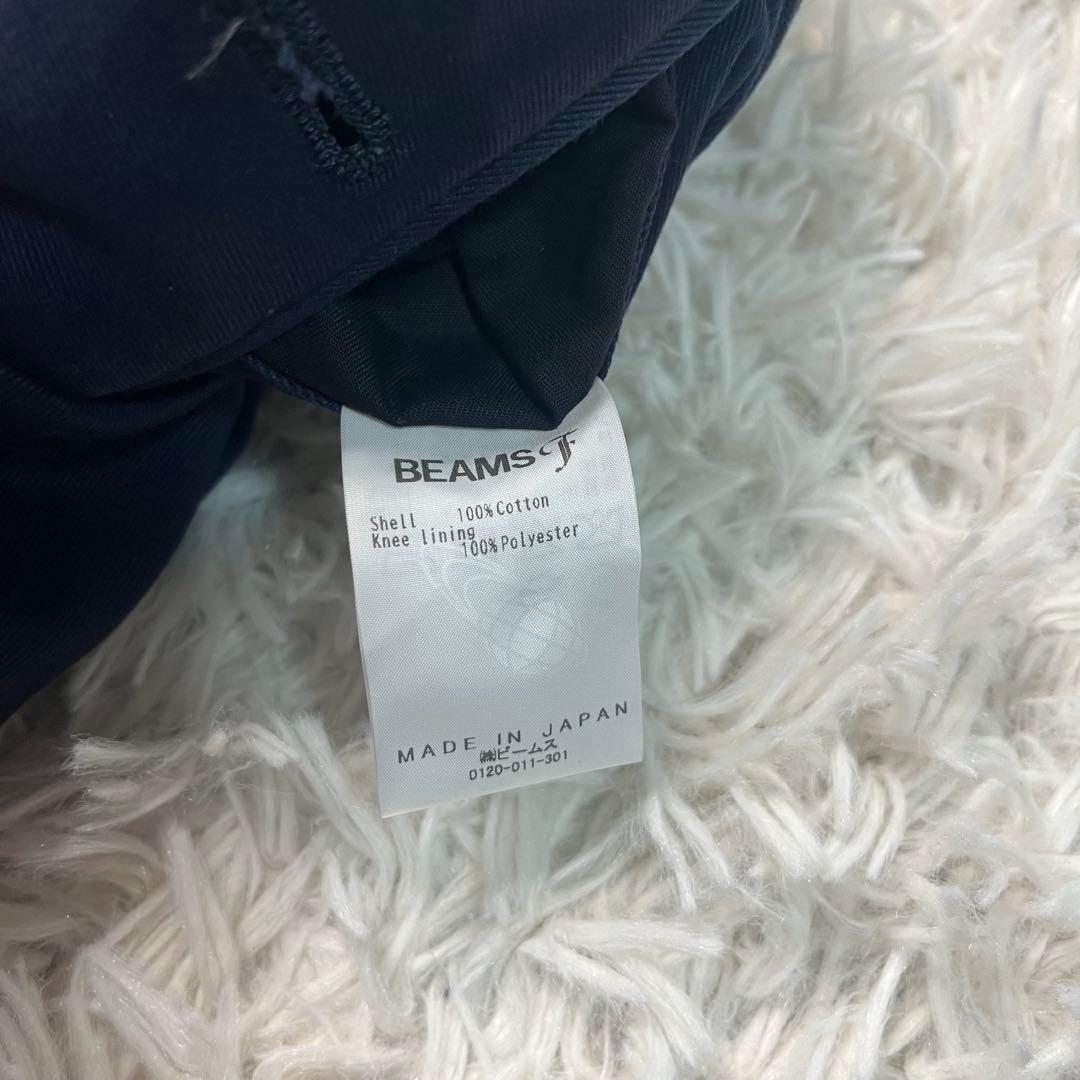 BEAMS F
Shell 100%Cotton
Knee lining
100%Polyester
MADE IN JAPAN
㈱ビームス
0120-011-301